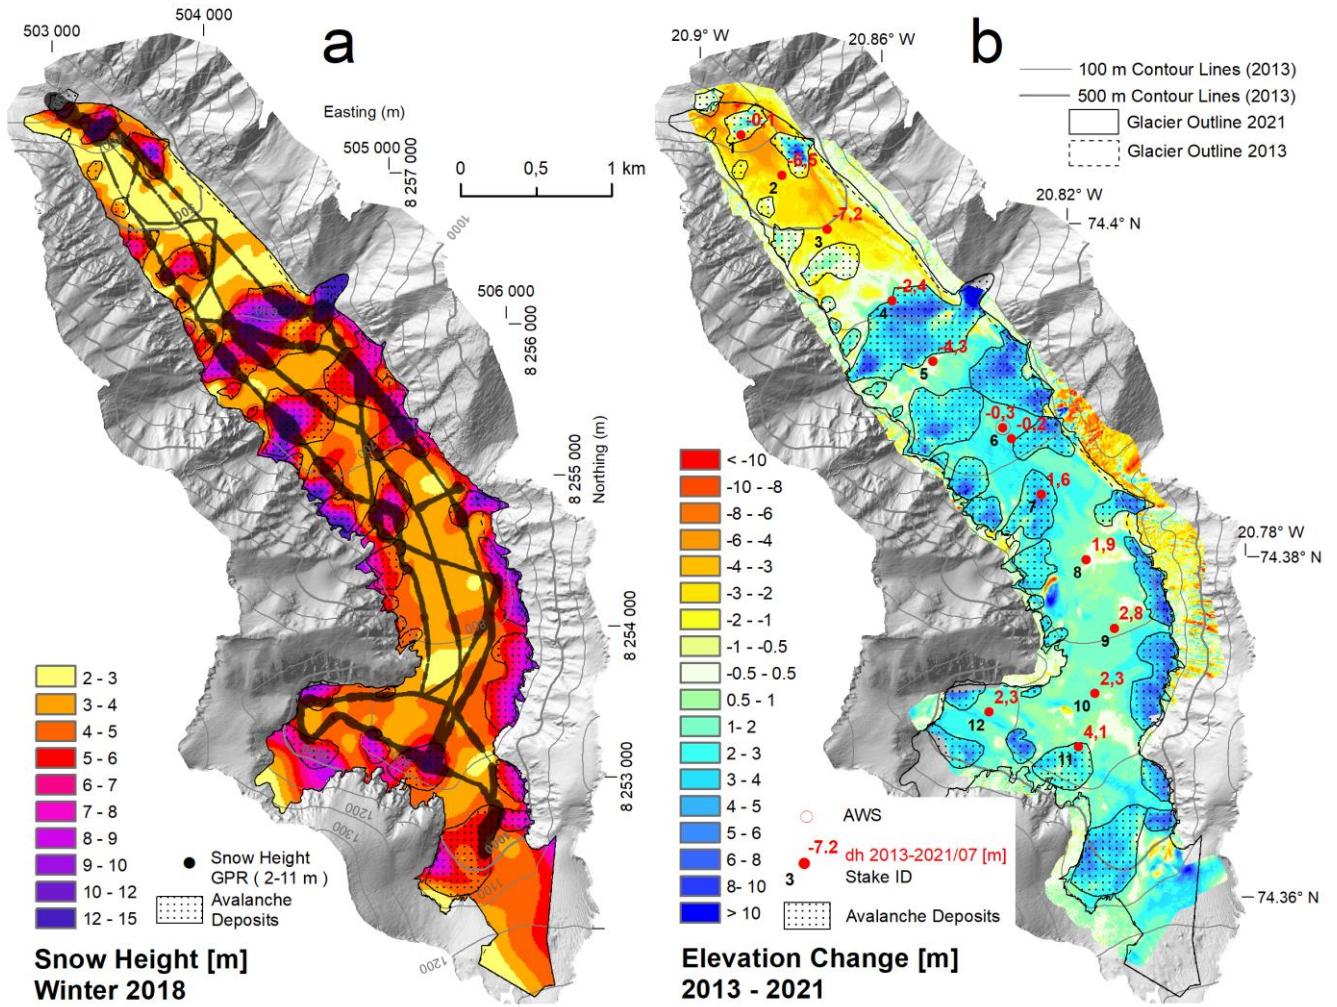 a
503 000
504 000
Easting (m)
505 000
8 257 000
0 0,5 1 km
1000
506 000
8 256 000
Northing (m)
8 255 000
8 254 000
8 253 000
800
1200
1300
1100
1200
2 - 3
3 - 4
4 - 5
5 - 6
6 - 7
7 - 8
8 - 9
9 - 10
10 - 12
12 - 15
Snow Height
GPR ( 2-11 m )
Avalanche
Deposits
Snow Height [m]
Winter 2018
b
20.9° W
20.86° W
20.82° W
74.4° N
20.78° W
74.38° N
74.36° N
100 m Contour Lines (2013)
500 m Contour Lines (2013)
Glacier Outline 2021
Glacier Outline 2013
-0,1
1
-6,5
2
-7,2
3
-2,4
4
-4,3
5
-0,3
-0,2
6
1,6
7
1,9
8
2,8
9
2,3
10
4,1
11
2,3
12
< -10
-10 - -8
-8 - -6
-6 - -4
-4 - -3
-3 - -2
-2 - -1
-1 - -0.5
-0.5 - 0.5
0.5 - 1
1- 2
2 - 3
3 - 4
4 - 5
5 - 6
6 - 8
8- 10
> 10
AWS
-7.2
dh 2013-2021/07 [m]
3
Stake ID
Avalanche Deposits
Elevation Change [m]
2013 - 2021